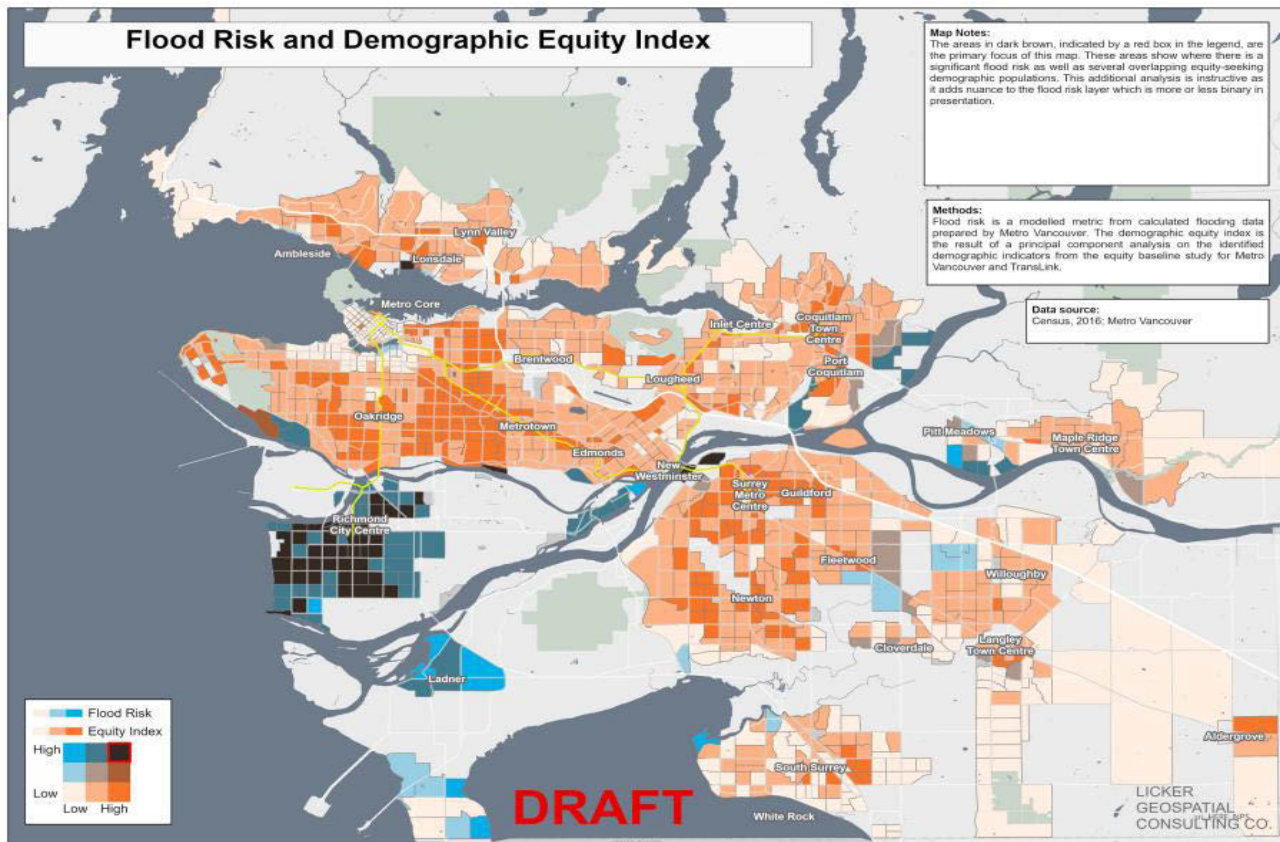 Flood Risk and Demographic Equity Index
Map Notes:
The areas in dark brown, indicated by a red box in the legend, are
the primary focus of this map. These areas show where there is a
significant flood risk as well as several overlapping equity-seeking
demographic populations. This additional analysis is instructive as
it adds nuance to the flood risk layer which is more or less binary in
presentation.
Methods:
Flood risk is a modelled metric from calculated flooding data
prepared by Metro Vancouver. The demographic equity index is
the result of a principal component analysis on the identified
demographic indicators from the equity baseline study for Metro
Vancouver and TransLink.
Data source:
Census, 2016; Metro Vancouver
Lynn Valley
Ambleside
Lonsdale
Metro Core
Inlet Centre
Coquitlam
Town
Centre
Port
Coquitlam
Brentwood
Lougheed
Oakridge
Metrotown
Edmonds
New
Westminster
Pitt Meadows
Maple Ridge
Town Centre
Surrey
Metro
Centre
Guildford
Richmond
City Centre
Fleetwood
Willoughby
Newton
Cloverdale
Langley
Town Centre
Ladner
Aldergrove
South Surrey
White Rock
Flood Risk
Equity Index
High
Low
Low High
DRAFT
LICKER
GEOSPATIAL
CONSULTING CO.